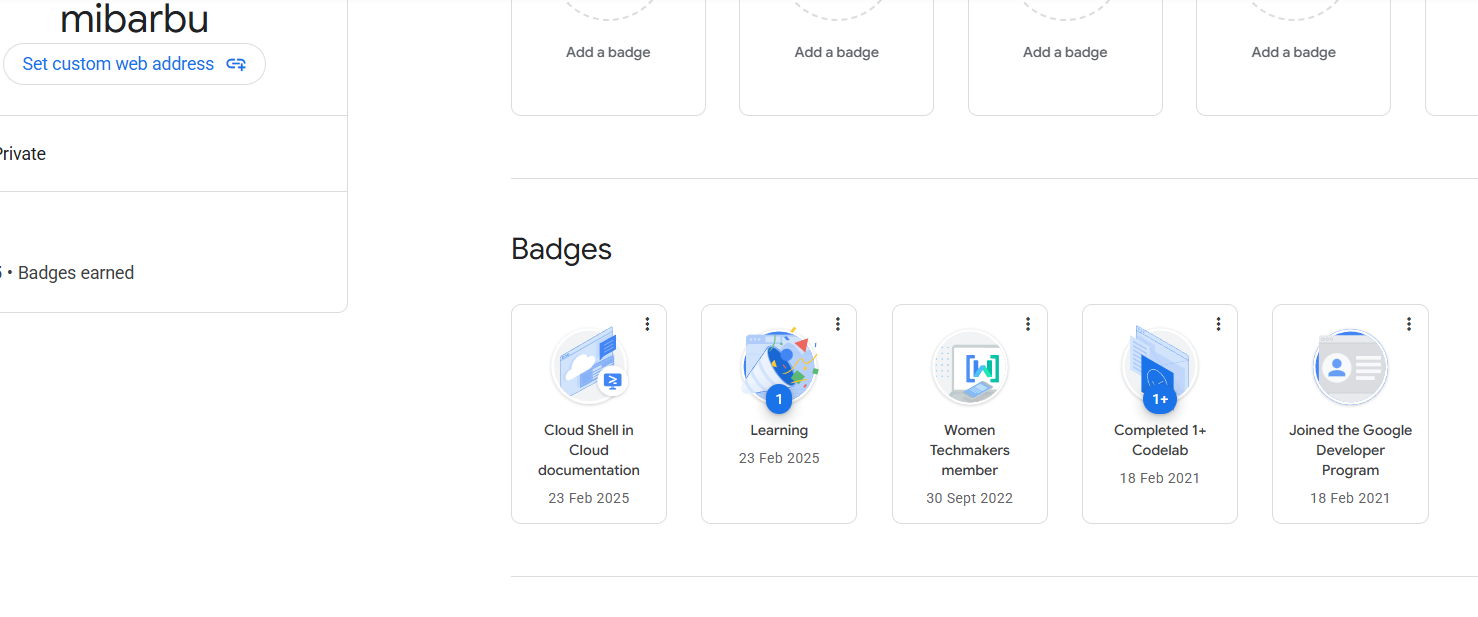 mibarbu
Set custom web address
Private
5 • Badges earned
Add a badge
Add a badge
Add a badge
Add a badge
Badges
Cloud Shell in
Cloud
documentation
23 Feb 2025
1
Learning
23 Feb 2025
Women
Techmakers
member
30 Sept 2022
1+
Completed 1+
Codelab
18 Feb 2021
Joined the Google
Developer
Program
18 Feb 2021